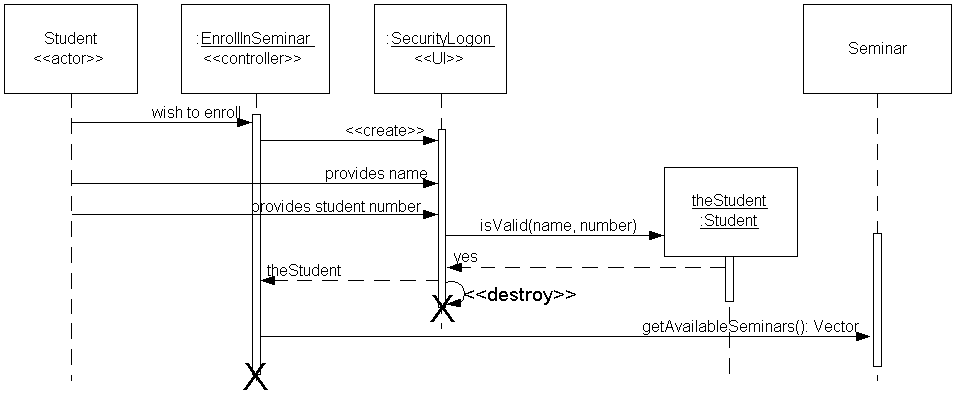 Student
<<actor>>
:EnrollInSeminar
<<controller>>
:SecurityLogon
<<UI>>
Seminar
wish to enroll
<<create>>
provides name
provides student number
theStudent
:Student
isValid(name, number)
yes
theStudent
<<destroy>>
X
getAvailableSeminars(): Vector
X